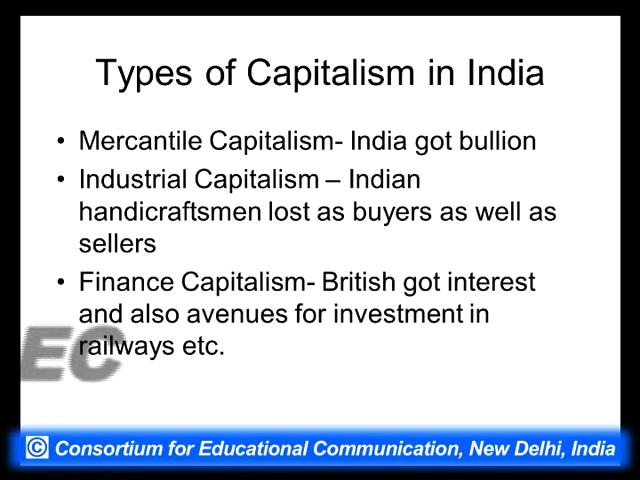 Types of Capitalism in India
• Mercantile Capitalism- India got bullion
• Industrial Capitalism – Indian
handicraftsmen lost as buyers as well as
sellers
• Finance Capitalism- British got interest
and also avenues for investment in
railways etc.
EC
© Consortium for Educational Communication, New Delhi, India